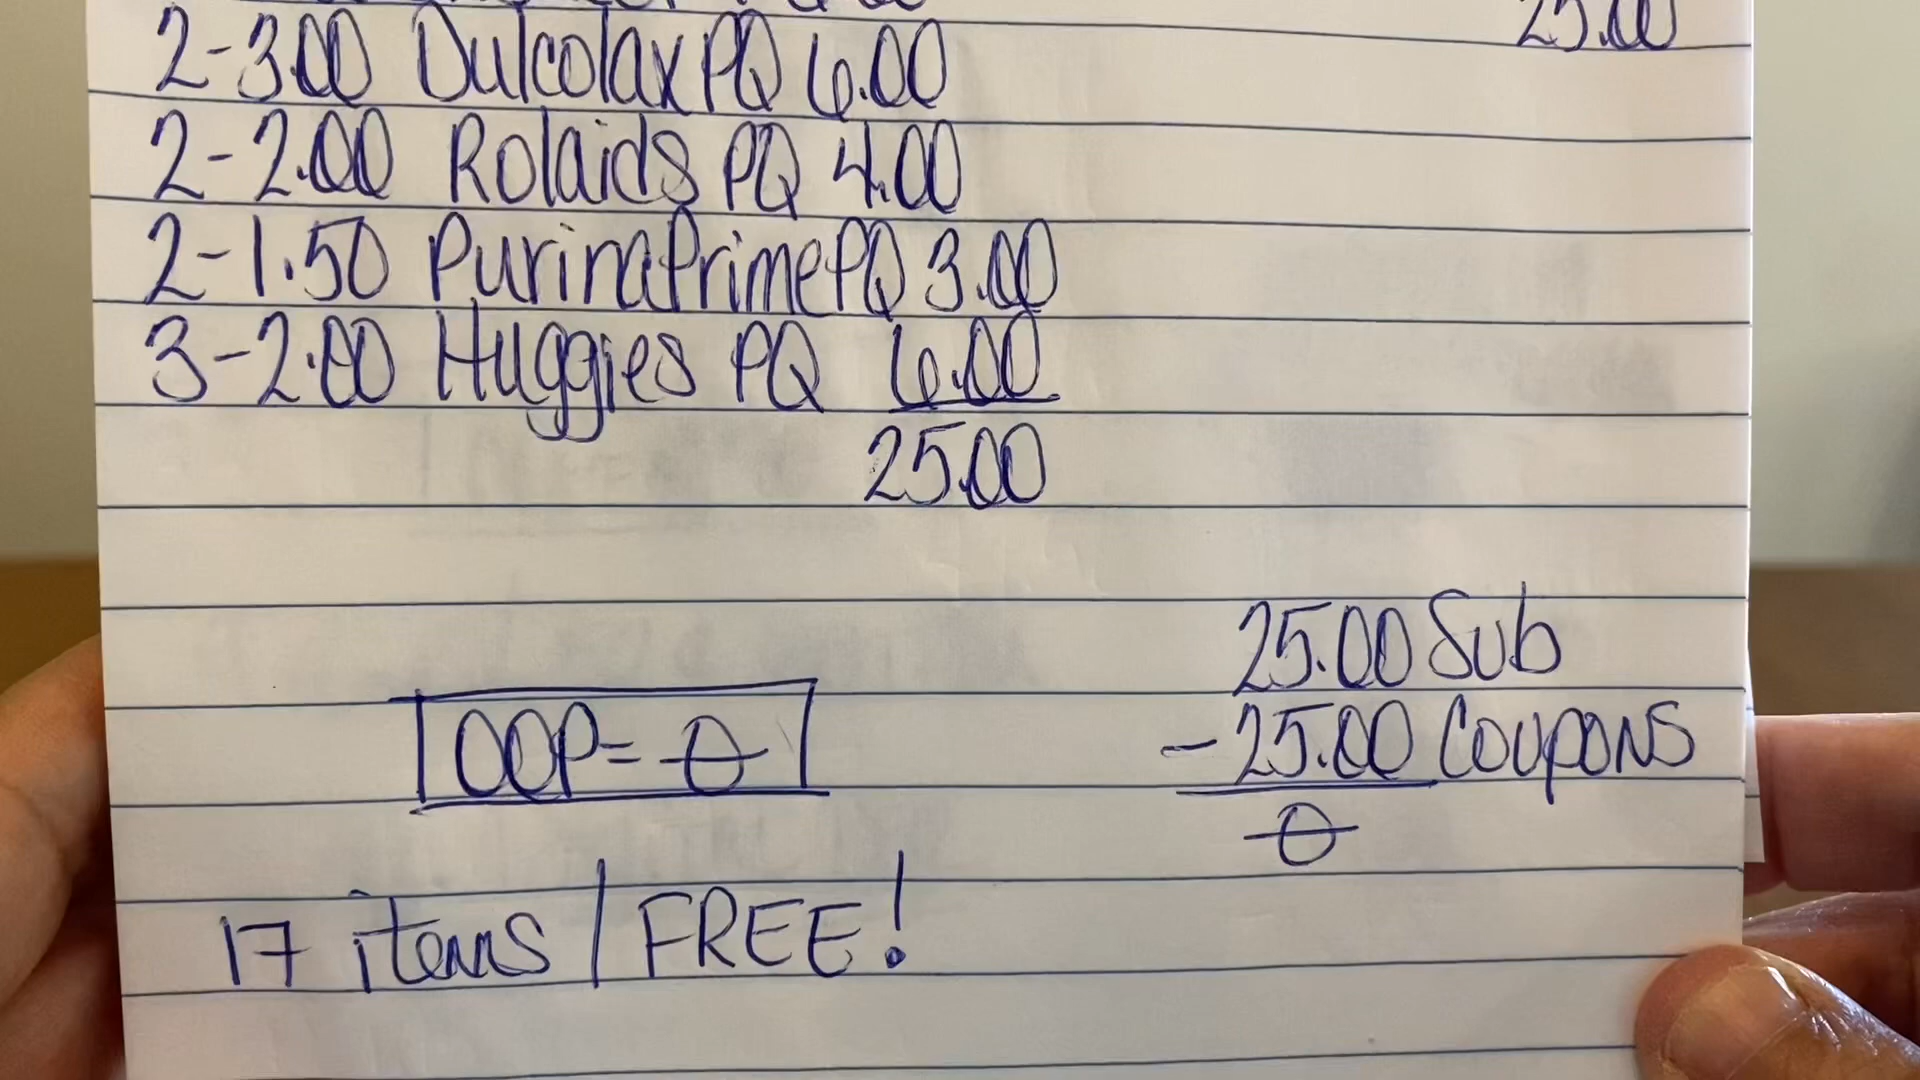 25.00
2-3.00 Dulcolax PQ 6.00
2-2.00 Rolaids PQ 4.00
2-1.50 Purina Prime PQ 3.00
3-2.00 Huggies PQ 6.00
25.00
25.00 Sub
-25.00 Coupons
0
OOP= 0
17 items / FREE!